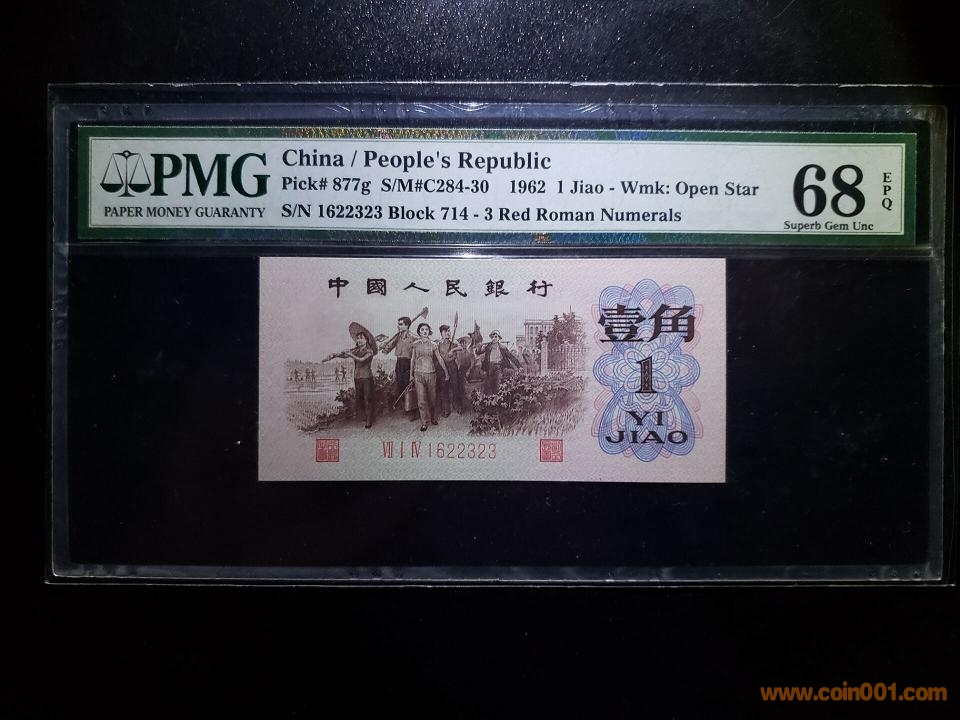 PMG
PAPER MONEY GUARANTY
China / People's Republic
Pick# 877g S/M#C284-30 1962 1 Jiao - Wmk: Open Star
S/N 1622323 Block 714 - 3 Red Roman Numerals
68
EPQ
Superb Gem Unc
中國人民銀行
壹角
1
YI
JIAO
Ⅶ Ⅰ Ⅳ 1622323
www.coin001.com